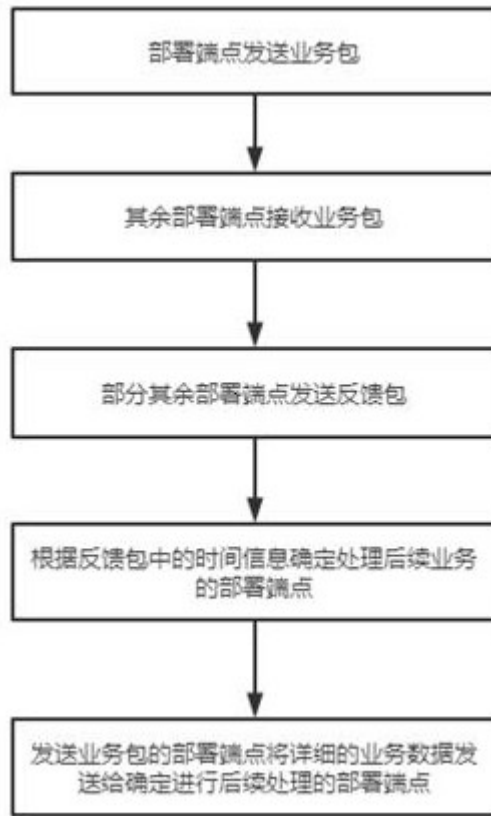 部署端点发送业务包
其余部署端点接收业务包
部分其余部署端点发送反馈包
根据反馈包中的时间信息确定处理后续业务
的部署端点
发送业务包的部署端点将详细的业务数据发
送给确定进行后续处理的部署端点